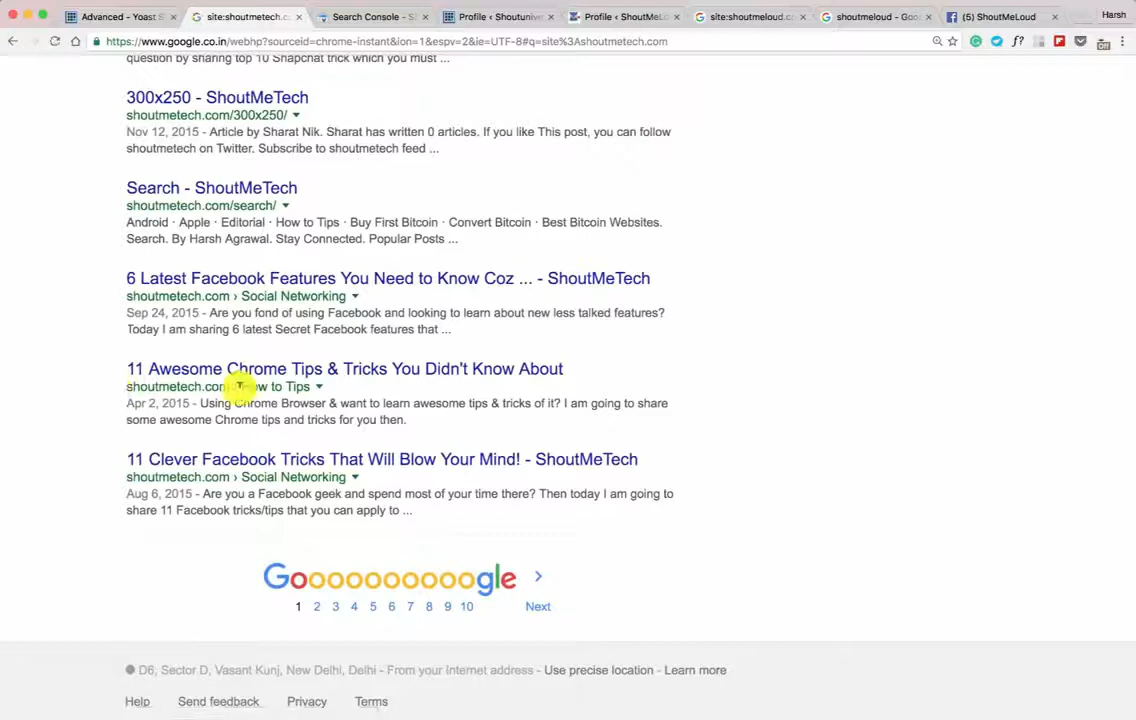 Advanced - Yoast S
site:shoutmetech.c
Search Console - S
Profile < Shoutunive
Profile < ShoutMeLo
site:shoutmeloud.c
shoutmeloud - Goo
(5) ShoutMeLoud
Harsh
https://www.google.co.in/webhp?sourceid=chrome-instant&ion=1&espv=2&ie=UTF-8#q=site%3Ashoutmetech.com
question by sharing top 10 Snapchat trick which you must ...
300x250 - ShoutMeTech
shoutmetech.com/300x250/
Nov 12, 2015 - Article by Sharat Nik. Sharat has written 0 articles. If you like This post, you can follow
shoutmetech on Twitter. Subscribe to shoutmetech feed ...
Search - ShoutMeTech
shoutmetech.com/search/
Android · Apple · Editorial · How to Tips · Buy First Bitcoin · Convert Bitcoin · Best Bitcoin Websites.
Search. By Harsh Agrawal. Stay Connected. Popular Posts ...
6 Latest Facebook Features You Need to Know Coz ... - ShoutMeTech
shoutmetech.com › Social Networking
Sep 24, 2015 - Are you fond of using Facebook and looking to learn about new less talked features?
Today I am sharing 6 latest Secret Facebook features that ...
11 Awesome Chrome Tips & Tricks You Didn't Know About
shoutmetech.com › How to Tips
Apr 2, 2015 - Using Chrome Browser & want to learn awesome tips & tricks of it? I am going to share
some awesome Chrome tips and tricks for you then.
11 Clever Facebook Tricks That Will Blow Your Mind! - ShoutMeTech
shoutmetech.com › Social Networking
Aug 6, 2015 - Are you a Facebook geek and spend most of your time there? Then today I am going to
share 11 Facebook tricks/tips that you can apply to ...
Goooooooooogle >
1 2 3 4 5 6 7 8 9 10 Next
D6, Sector D, Vasant Kunj, New Delhi, Delhi - From your Internet address - Use precise location - Learn more
Help Send feedback Privacy Terms